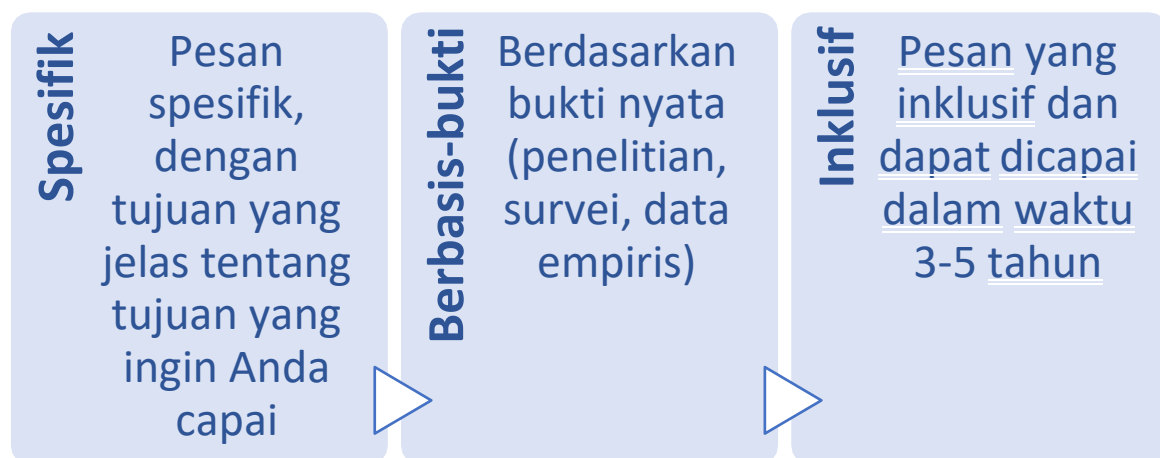 Spesifik
Pesan
spesifik,
dengan
tujuan yang
jelas tentang
tujuan yang
ingin Anda
capai
Berbasis-bukti
Berdasarkan
bukti nyata
(penelitian,
survei, data
empiris)
Inklusif
Pesan yang
inklusif dan
dapat dicapai
dalam waktu
3-5 tahun